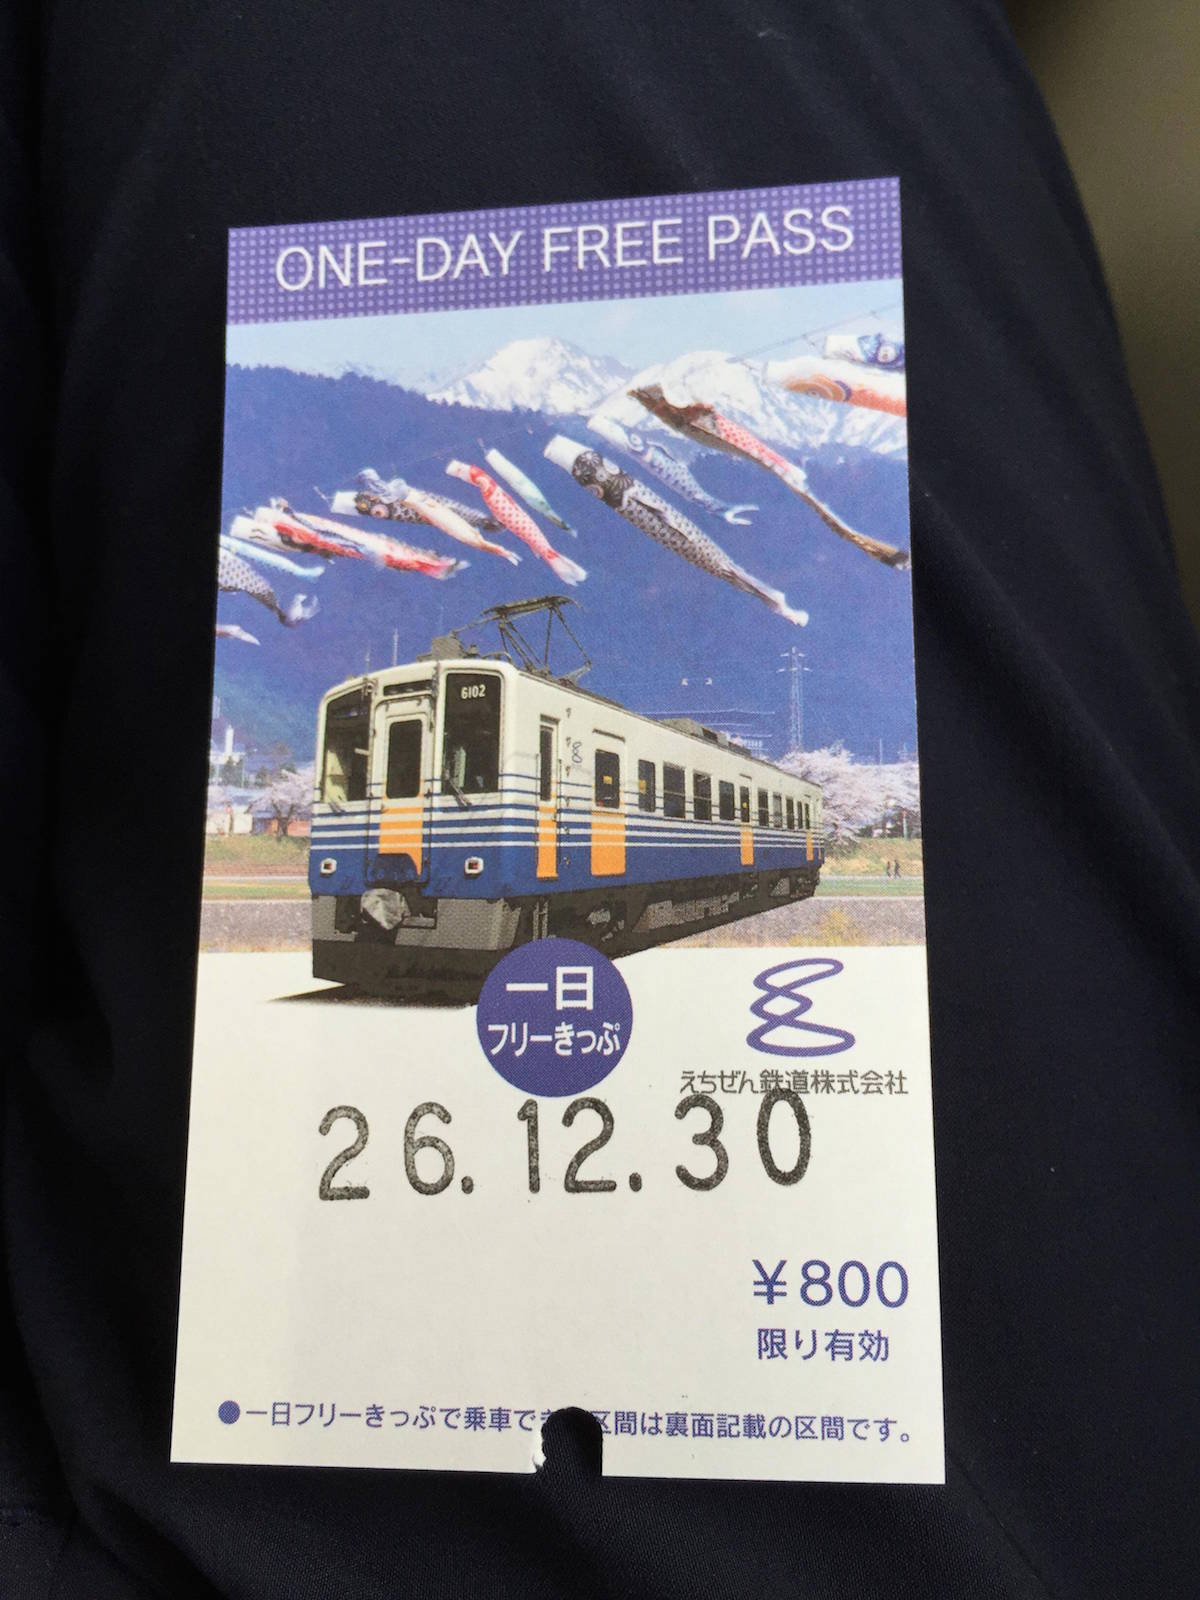 ONE-DAY FREE PASS
6102
一日
フリーきっぷ
えちぜん鉄道株式会社
26.12.30
¥800
限り有効
●一日フリーきっぷで乗車で 区間は裏面記載の区間です。